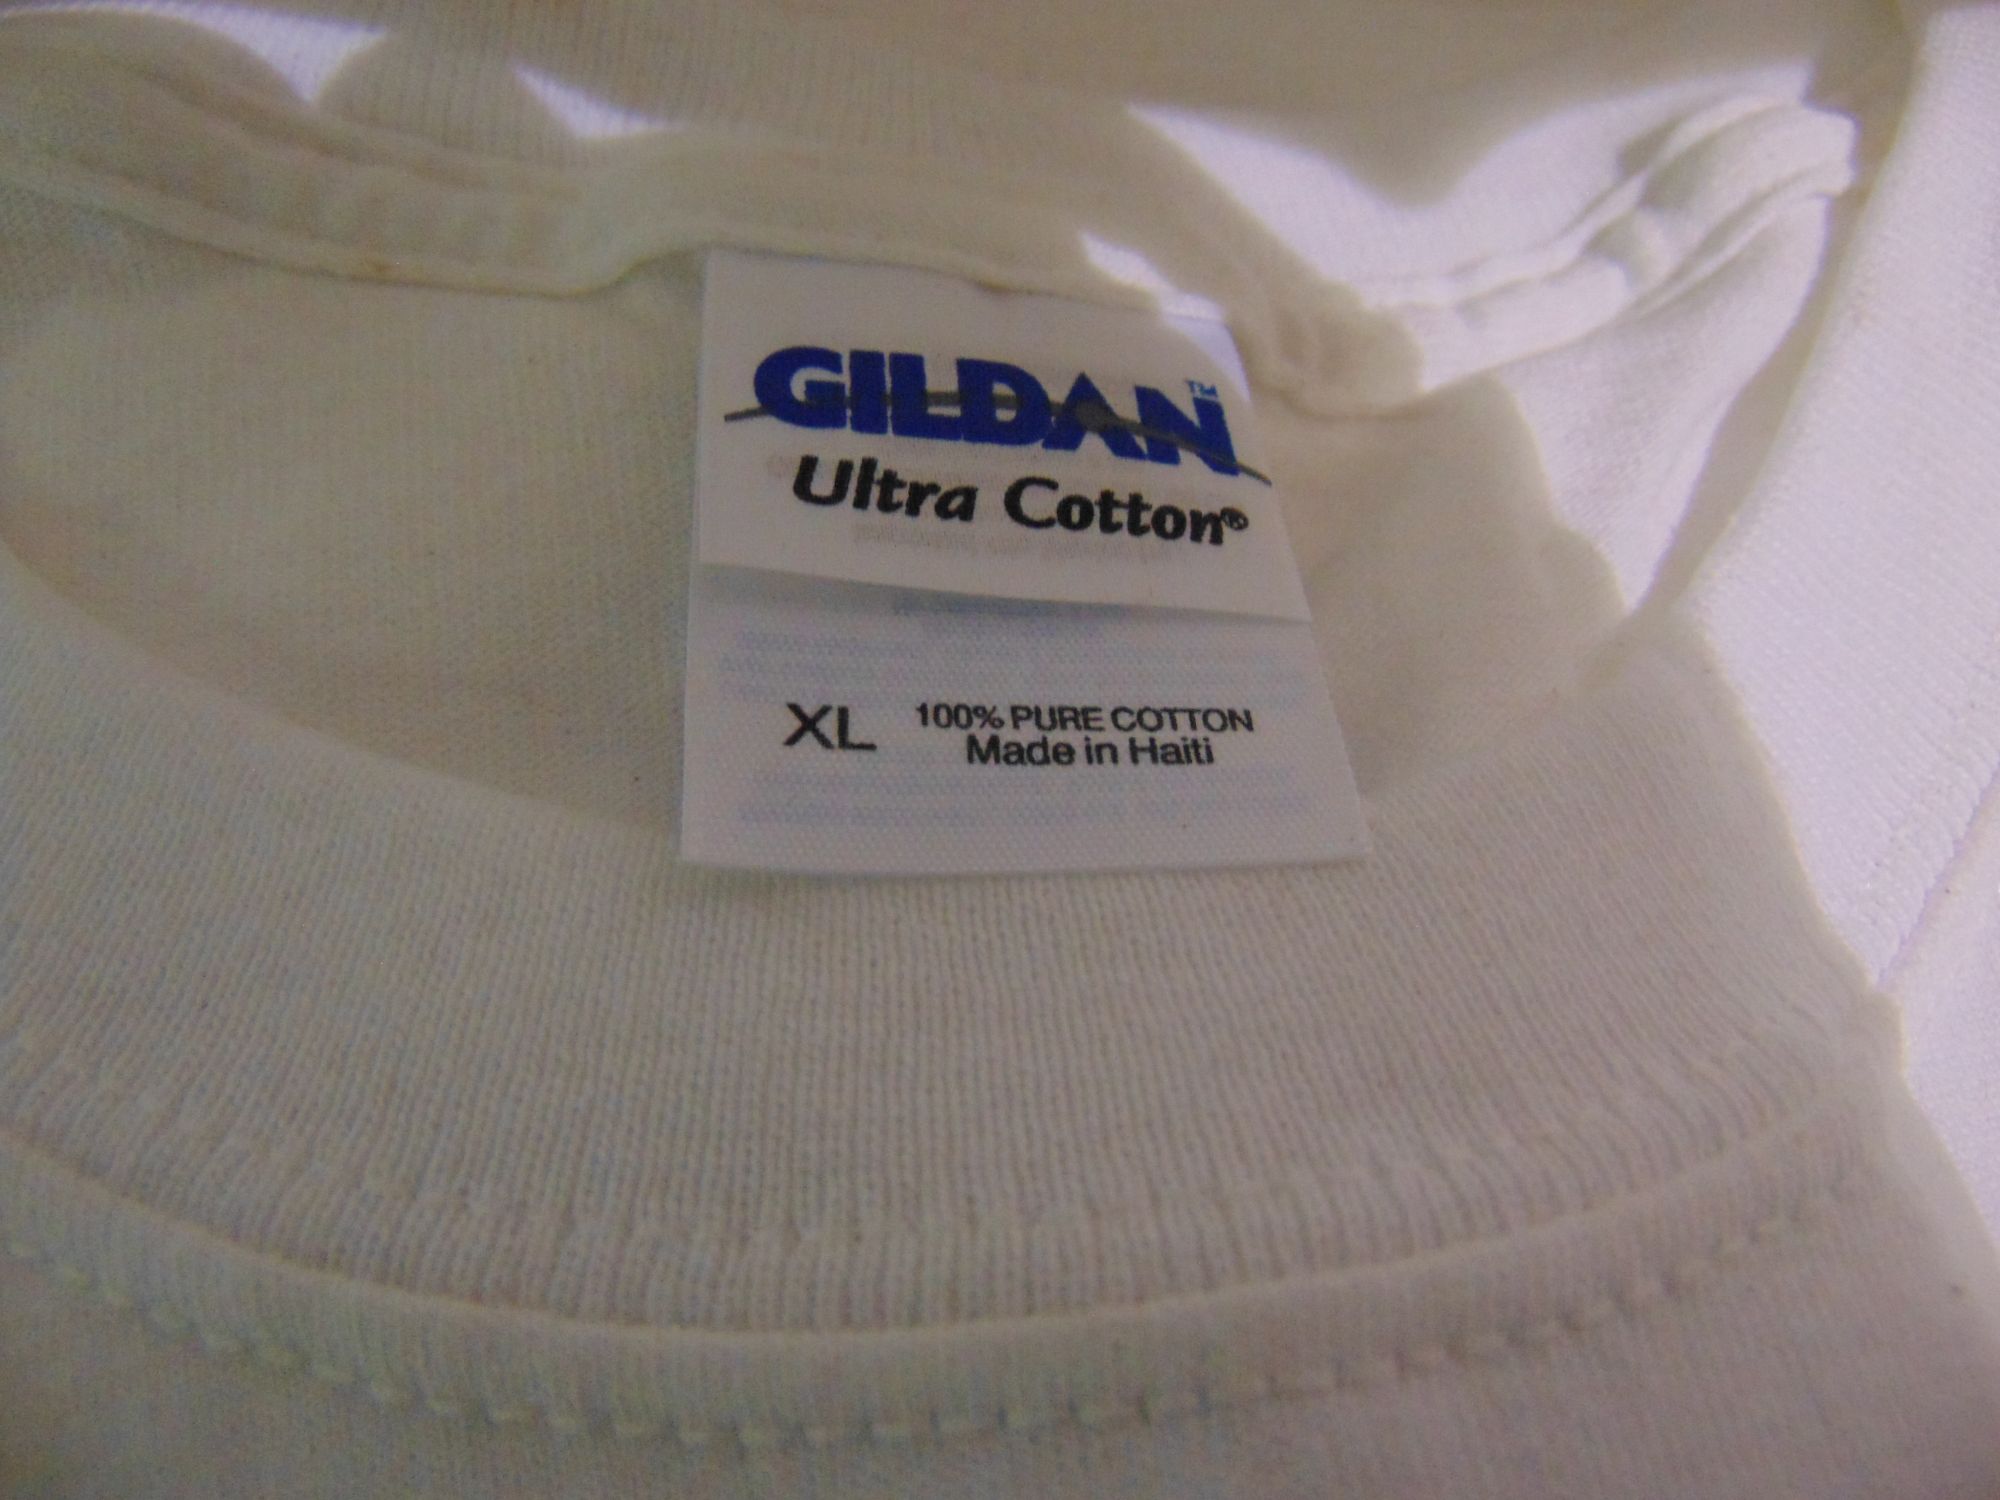 GILDAN™
Ultra Cotton®
XL 100% PURE COTTON
Made in Haiti